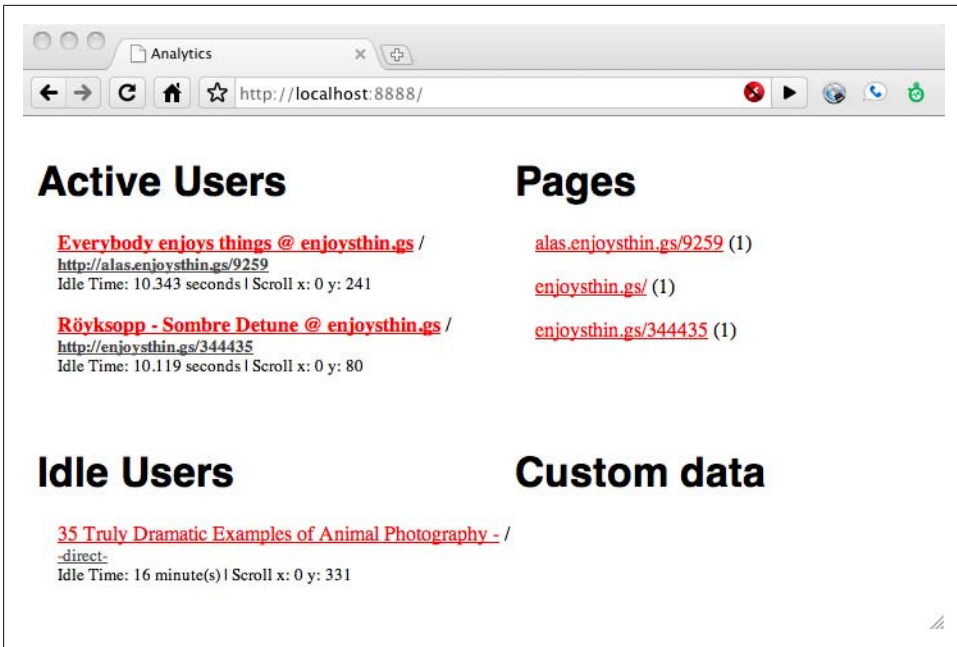 Analytics
http://localhost:8888/
Active Users
Everybody enjoys things @ enjoysthin.gs /
http://alas.enjoysthin.gs/9259
Idle Time: 10.343 seconds | Scroll x: 0 y: 241
Röyksopp - Sombre Detune @ enjoysthin.gs /
http://enjoysthin.gs/344435
Idle Time: 10.119 seconds | Scroll x: 0 y: 80
Pages
alas.enjoysthin.gs/9259 (1)
enjoysthin.gs/ (1)
enjoysthin.gs/344435 (1)
Idle Users
35 Truly Dramatic Examples of Animal Photography - /
-direct-
Idle Time: 16 minute(s) | Scroll x: 0 y: 331
Custom data